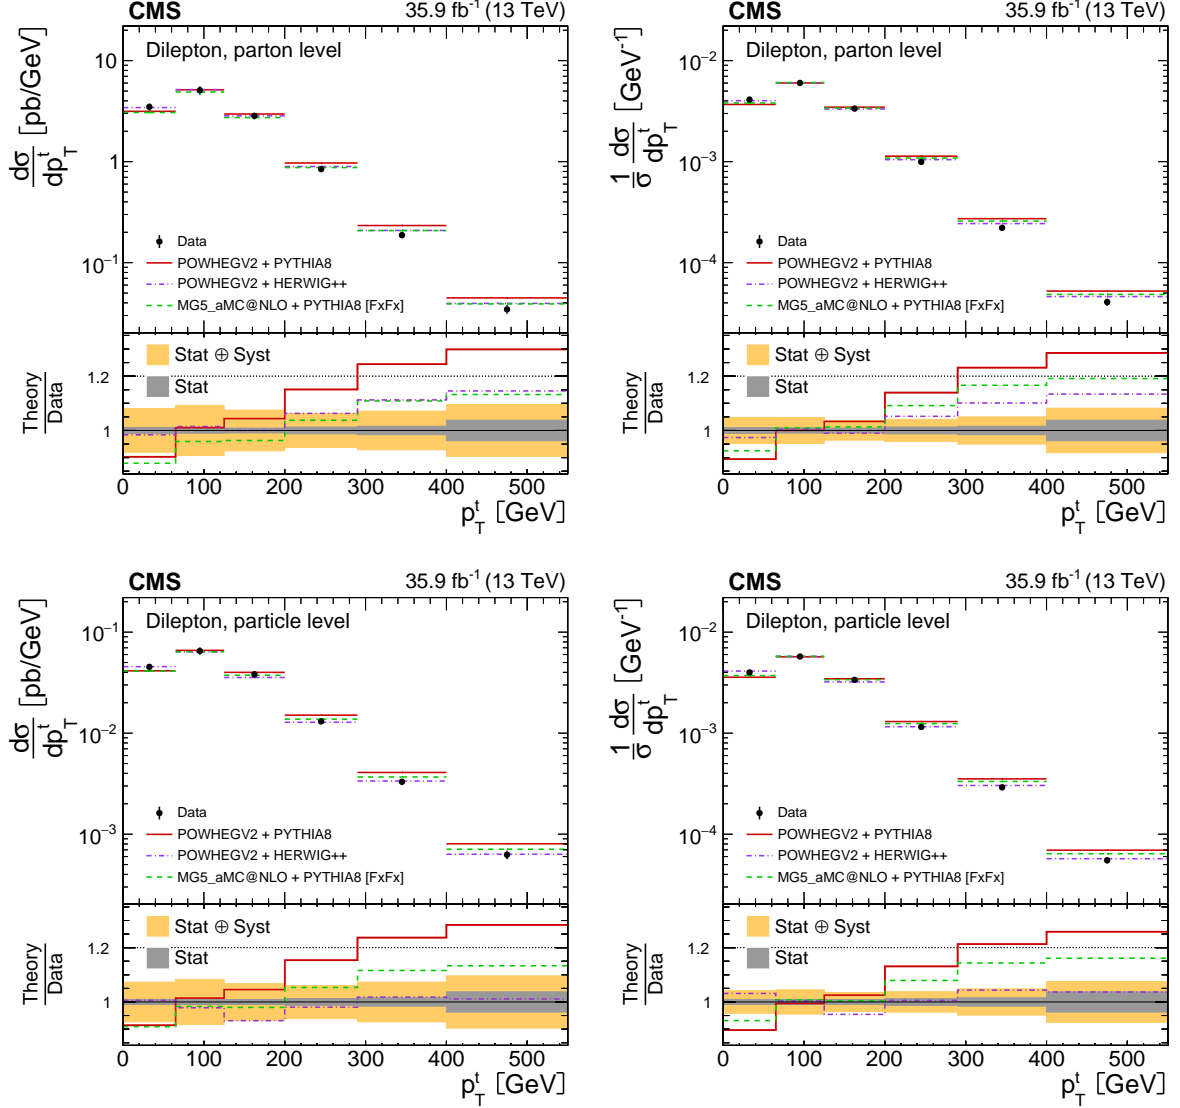 CMS 35.9 fb⁻¹ (13 TeV)
Dilepton, parton level
dσ/dp_T^t [pb/GeV]
10
1
10⁻¹
Data
POWHEGV2 + PYTHIA8
POWHEGV2 + HERWIG++
MG5_aMC@NLO + PYTHIA8 [FxFx]
Stat ⊕ Syst
Stat
Theory/Data
1.2
1
0 100 200 300 400 500
p_T^t [GeV]
CMS 35.9 fb⁻¹ (13 TeV)
Dilepton, parton level
1/σ dσ/dp_T^t [GeV⁻¹]
10⁻²
10⁻³
10⁻⁴
Data
POWHEGV2 + PYTHIA8
POWHEGV2 + HERWIG++
MG5_aMC@NLO + PYTHIA8 [FxFx]
Stat ⊕ Syst
Stat
Theory/Data
1.2
1
0 100 200 300 400 500
p_T^t [GeV]
CMS 35.9 fb⁻¹ (13 TeV)
Dilepton, particle level
dσ/dp_T^t [pb/GeV]
10⁻¹
10⁻²
10⁻³
Data
POWHEGV2 + PYTHIA8
POWHEGV2 + HERWIG++
MG5_aMC@NLO + PYTHIA8 [FxFx]
Stat ⊕ Syst
Stat
Theory/Data
1.2
1
0 100 200 300 400 500
p_T^t [GeV]
CMS 35.9 fb⁻¹ (13 TeV)
Dilepton, particle level
1/σ dσ/dp_T^t [GeV⁻¹]
10⁻²
10⁻³
10⁻⁴
Data
POWHEGV2 + PYTHIA8
POWHEGV2 + HERWIG++
MG5_aMC@NLO + PYTHIA8 [FxFx]
Stat ⊕ Syst
Stat
Theory/Data
1.2
1
0 100 200 300 400 500
p_T^t [GeV]